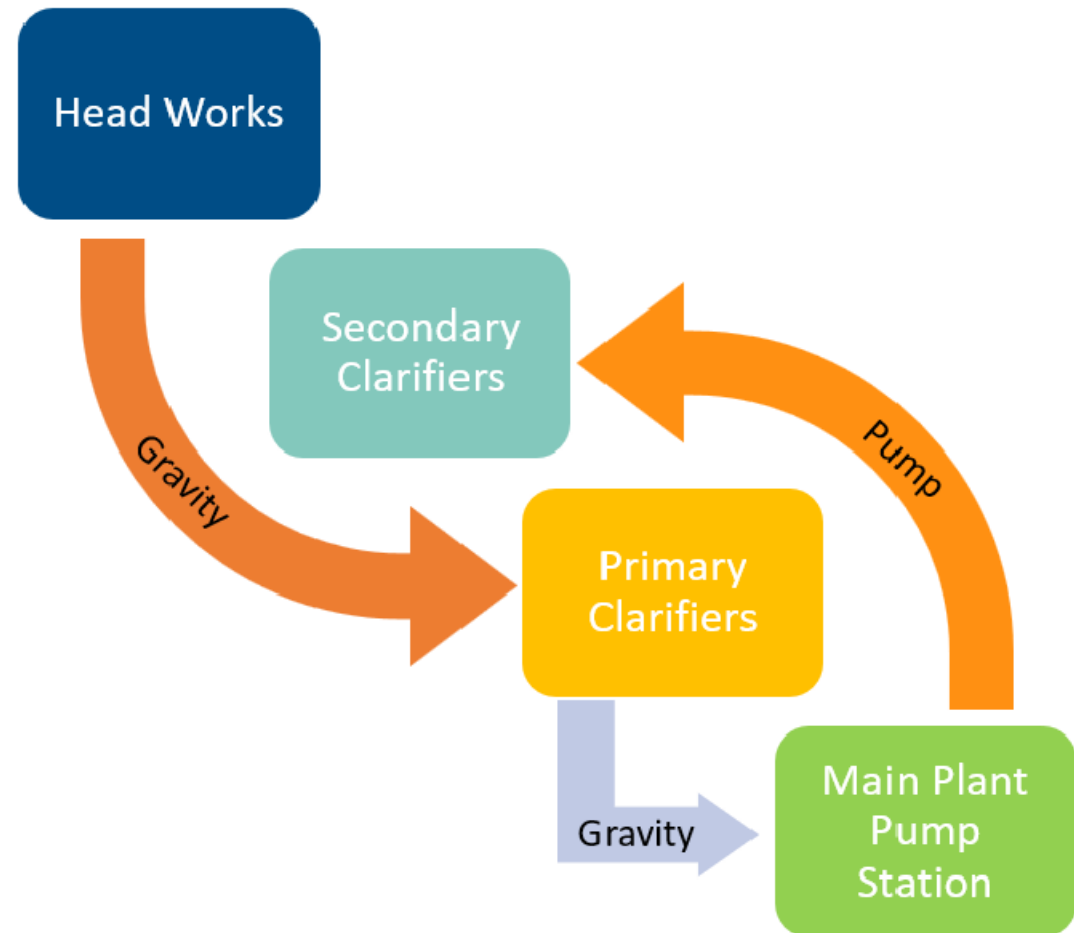 Head Works
Secondary
Clarifiers
Gravity
Pump
Primary
Clarifiers
Gravity
Main Plant
Pump
Station